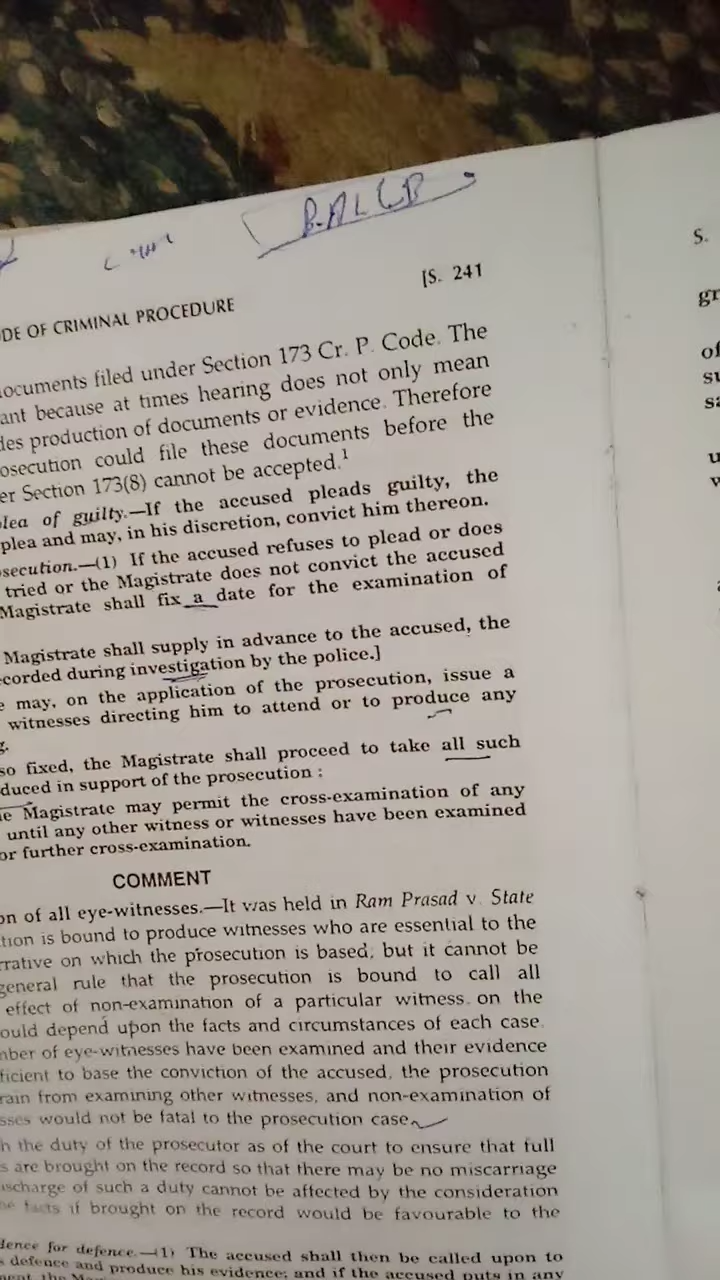 BALCB
[S. 241
DE OF CRIMINAL PROCEDURE
ocuments filed under Section 173 Cr. P. Code. The
ant because at times hearing does not only mean
des production of documents or evidence. Therefore
osecution could file these documents before the
er Section 173(8) cannot be accepted.1
lea of guilty.—If the accused pleads guilty, the
plea and may, in his discretion, convict him thereon.
secution.—(1) If the accused refuses to plead or does
tried or the Magistrate does not convict the accused
Magistrate shall fix a date for the examination of
Magistrate shall supply in advance to the accused, the
corded during investigation by the police.]
e may, on the application of the prosecution, issue a
witnesses directing him to attend or to produce any
g.
so fixed, the Magistrate shall proceed to take all such
duced in support of the prosecution :
e Magistrate may permit the cross-examination of any
until any other witness or witnesses have been examined
or further cross-examination.
COMMENT
on of all eye-witnesses.—It was held in Ram Prasad v. State
tion is bound to produce witnesses who are essential to the
rrative on which the prosecution is based, but it cannot be
general rule that the prosecution is bound to call all
effect of non-examination of a particular witness on the
ould depend upon the facts and circumstances of each case.
mber of eye-witnesses have been examined and their evidence
ficient to base the conviction of the accused, the prosecution
rain from examining other witnesses, and non-examination of
sses would not be fatal to the prosecution case
h the duty of the prosecutor as of the court to ensure that full
s are brought on the record so that there may be no miscarriage
ischarge of such a duty cannot be affected by the consideration
he facts if brought on the record would be favourable to the
dence for defence.—(1) The accused shall then be called upon to
defence and produce his evidence; and if the accused puts in any
S.
gr
of
su
sa
u
w